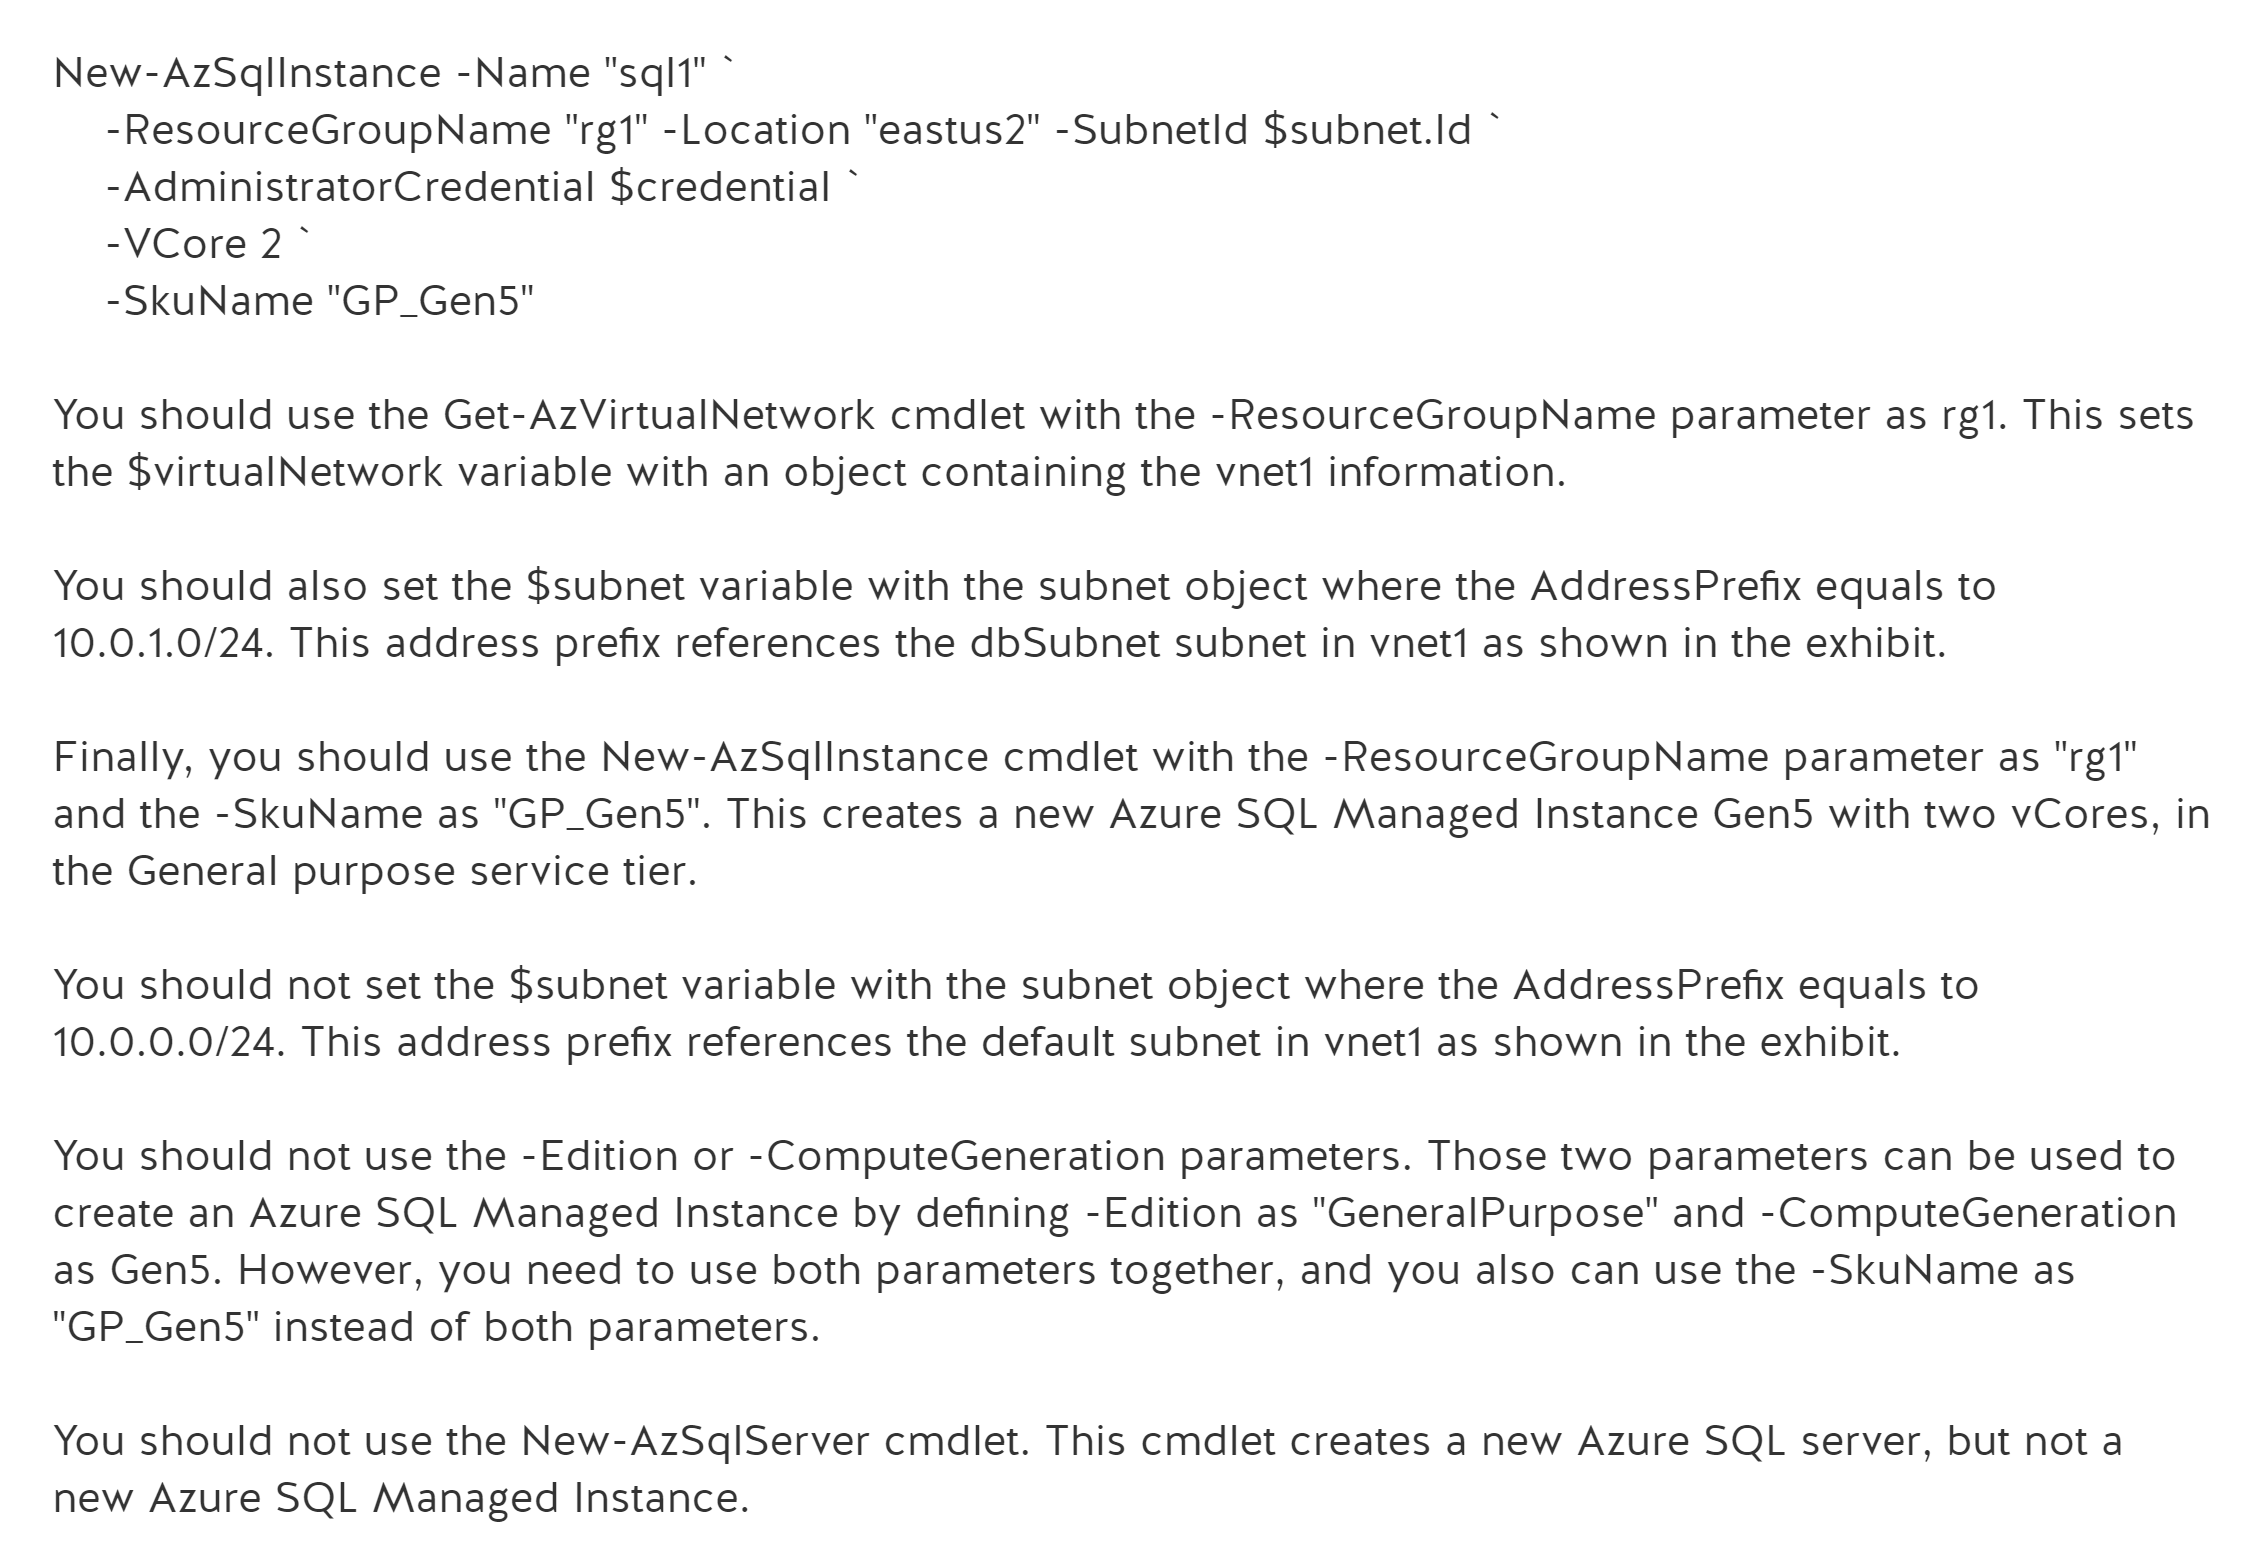 New-AzSqlInstance -Name "sql1" `
-ResourceGroupName "rg1" -Location "eastus2" -SubnetId $subnet.Id `
-AdministratorCredential $credential `
-VCore 2 `
-SkuName "GP_Gen5"
You should use the Get-AzVirtualNetwork cmdlet with the -ResourceGroupName parameter as rg1. This sets
the $virtualNetwork variable with an object containing the vnet1 information.
You should also set the $subnet variable with the subnet object where the AddressPrefix equals to
10.0.1.0/24. This address prefix references the dbSubnet subnet in vnet1 as shown in the exhibit.
Finally, you should use the New-AzSqlInstance cmdlet with the -ResourceGroupName parameter as "rg1"
and the -SkuName as "GP_Gen5". This creates a new Azure SQL Managed Instance Gen5 with two vCores, in
the General purpose service tier.
You should not set the $subnet variable with the subnet object where the AddressPrefix equals to
10.0.0.0/24. This address prefix references the default subnet in vnet1 as shown in the exhibit.
You should not use the -Edition or -ComputeGeneration parameters. Those two parameters can be used to
create an Azure SQL Managed Instance by defining -Edition as "GeneralPurpose" and -ComputeGeneration
as Gen5. However, you need to use both parameters together, and you also can use the -SkuName as
"GP_Gen5" instead of both parameters.
You should not use the New-AzSqlServer cmdlet. This cmdlet creates a new Azure SQL server, but not a
new Azure SQL Managed Instance.